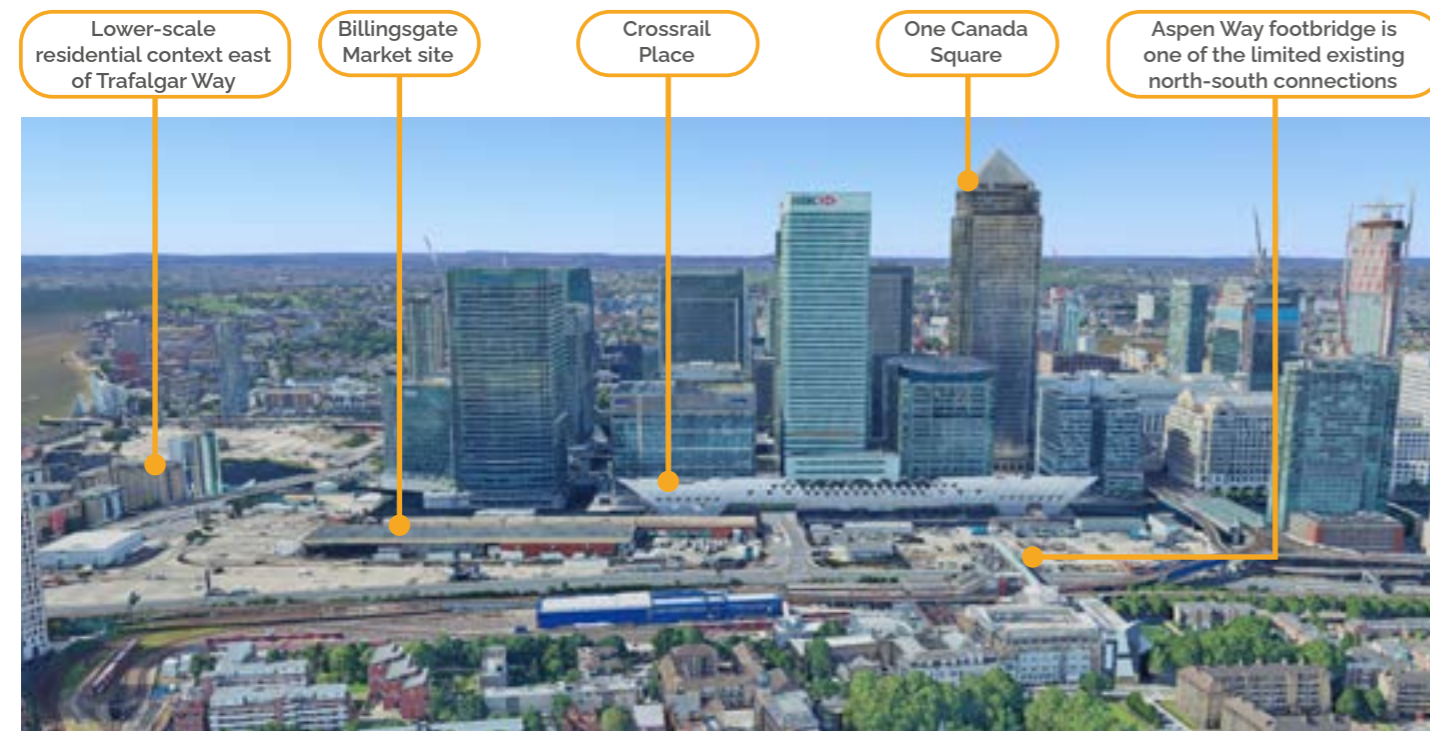 Lower-scale
residential context east
of Trafalgar Way
Billingsgate
Market site
Crossrail
Place
One Canada
Square
Aspen Way footbridge is
one of the limited existing
north-south connections
HSBC